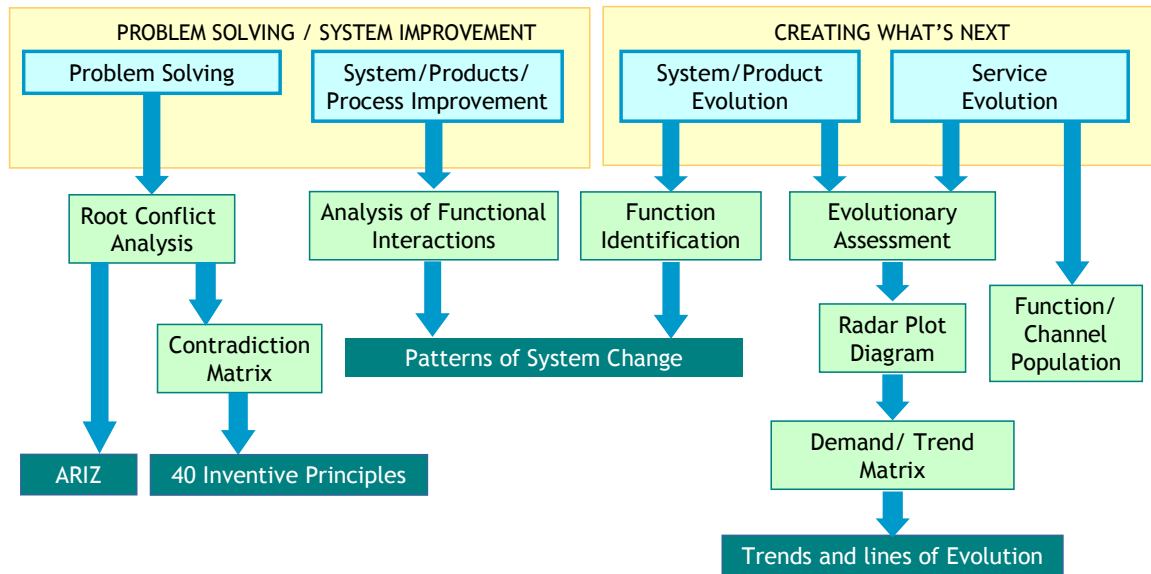 PROBLEM SOLVING / SYSTEM IMPROVEMENT
CREATING WHAT'S NEXT
Problem Solving
System/Products/
Process Improvement
System/Product
Evolution
Service
Evolution
Root Conflict
Analysis
Analysis of Functional
Interactions
Function
Identification
Evolutionary
Assessment
Contradiction
Matrix
Patterns of System Change
Radar Plot
Diagram
Function/
Channel
Population
ARIZ
40 Inventive Principles
Demand/ Trend
Matrix
Trends and lines of Evolution